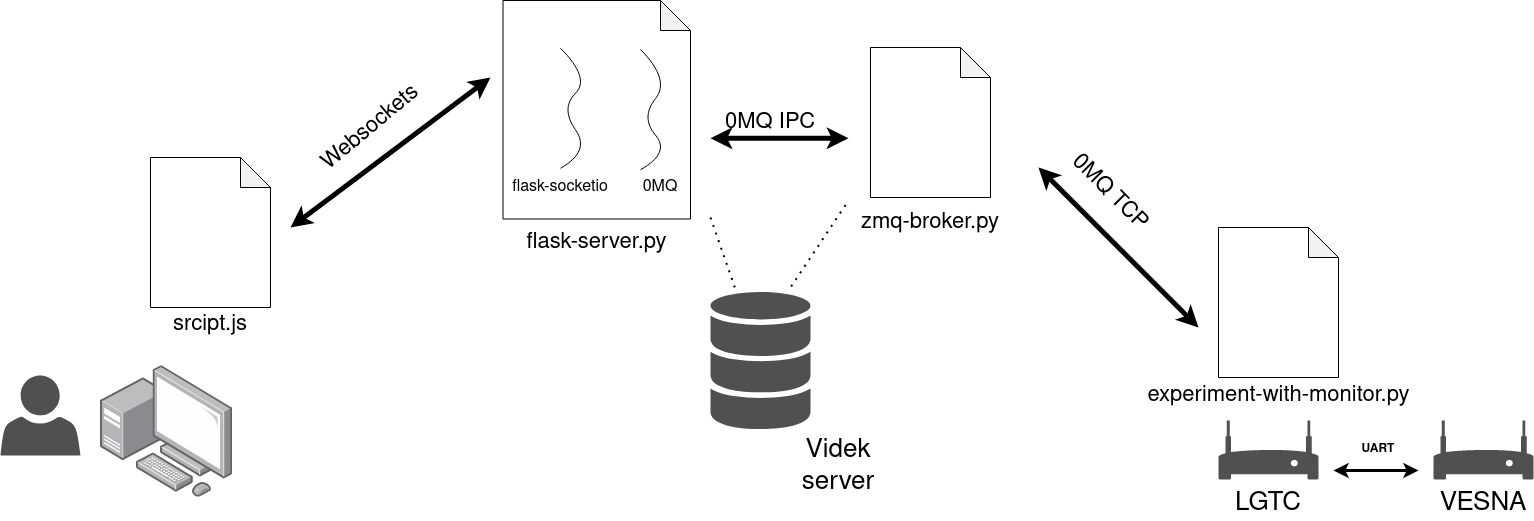 Websockets
flask-socketio
0MQ
flask-server.py
0MQ IPC
zmq-broker.py
0MQ TCP
srcipt.js
experiment-with-monitor.py
Videk
server
UART
LGTC
VESNA